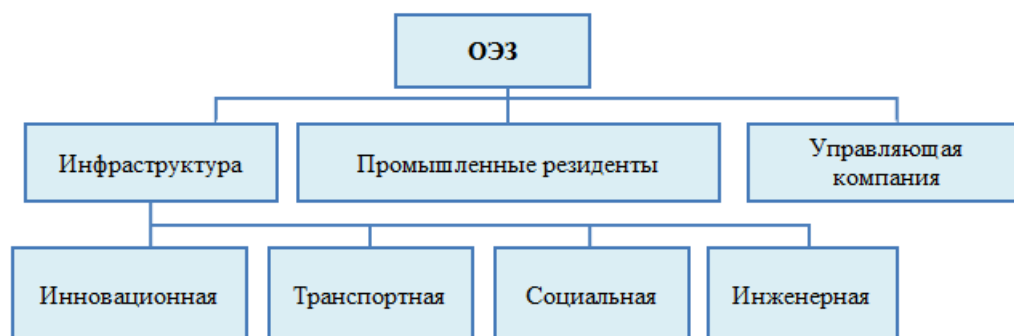 ОЭЗ
Инфраструктура
Промышленные резиденты
Управляющая
компания
Инновационная
Транспортная
Социальная
Инженерная